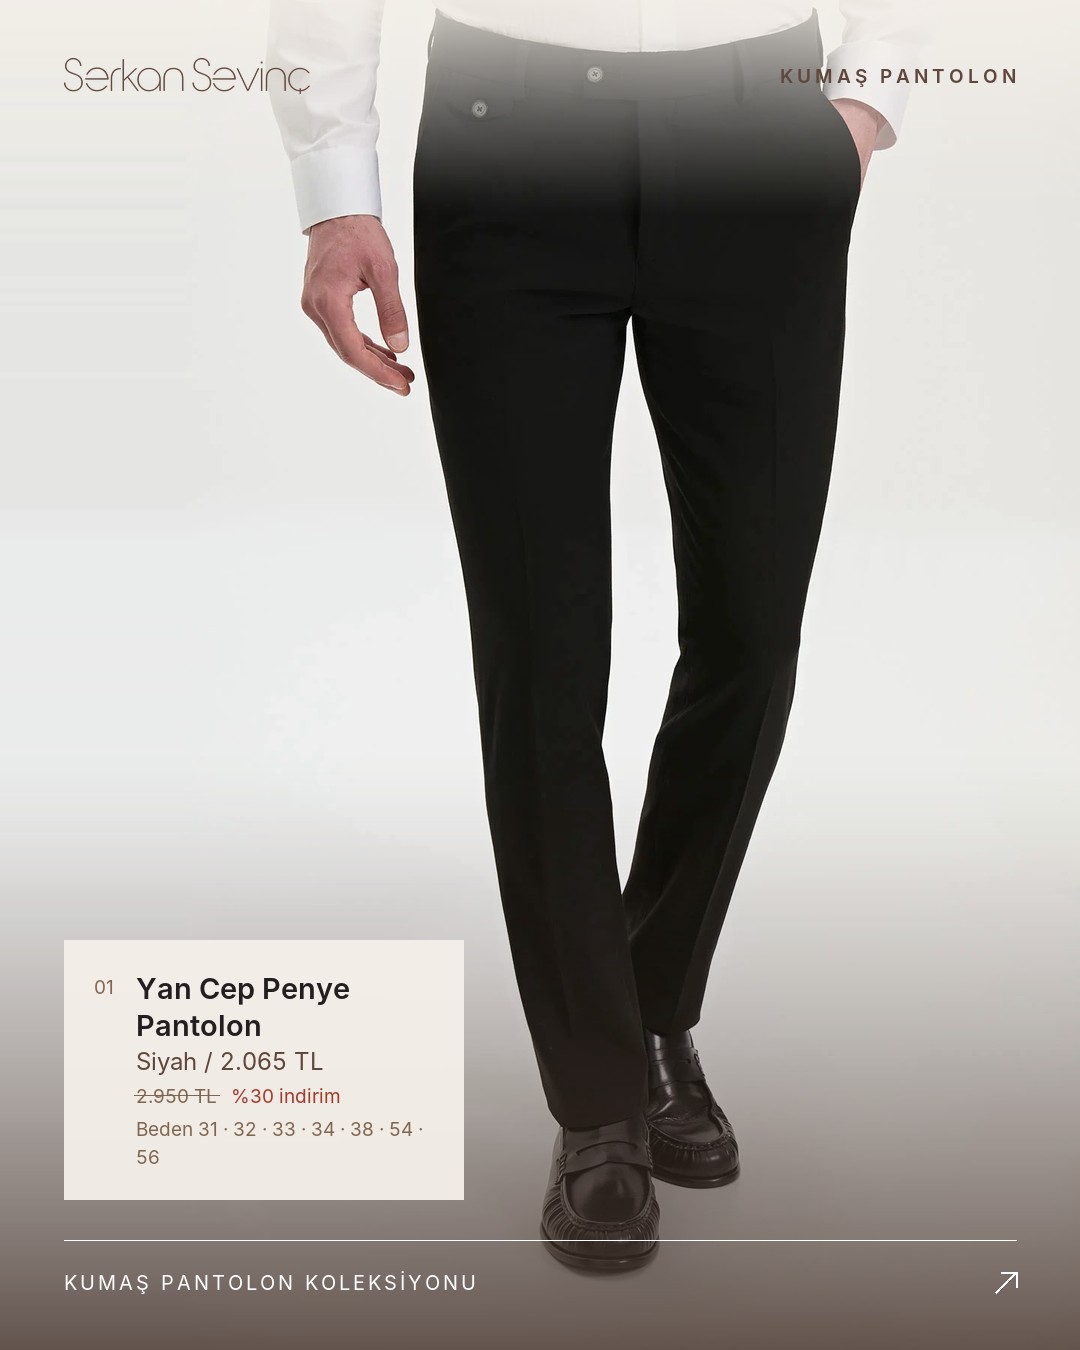 Serkan Sevinç
KUMAŞ PANTOLON
01
Yan Cep Penye
Pantolon
Siyah / 2.065 TL
2.950 TL %30 indirim
Beden 31 · 32 · 33 · 34 · 38 · 54 ·
56
KUMAŞ PANTOLON KOLEKSİYONU